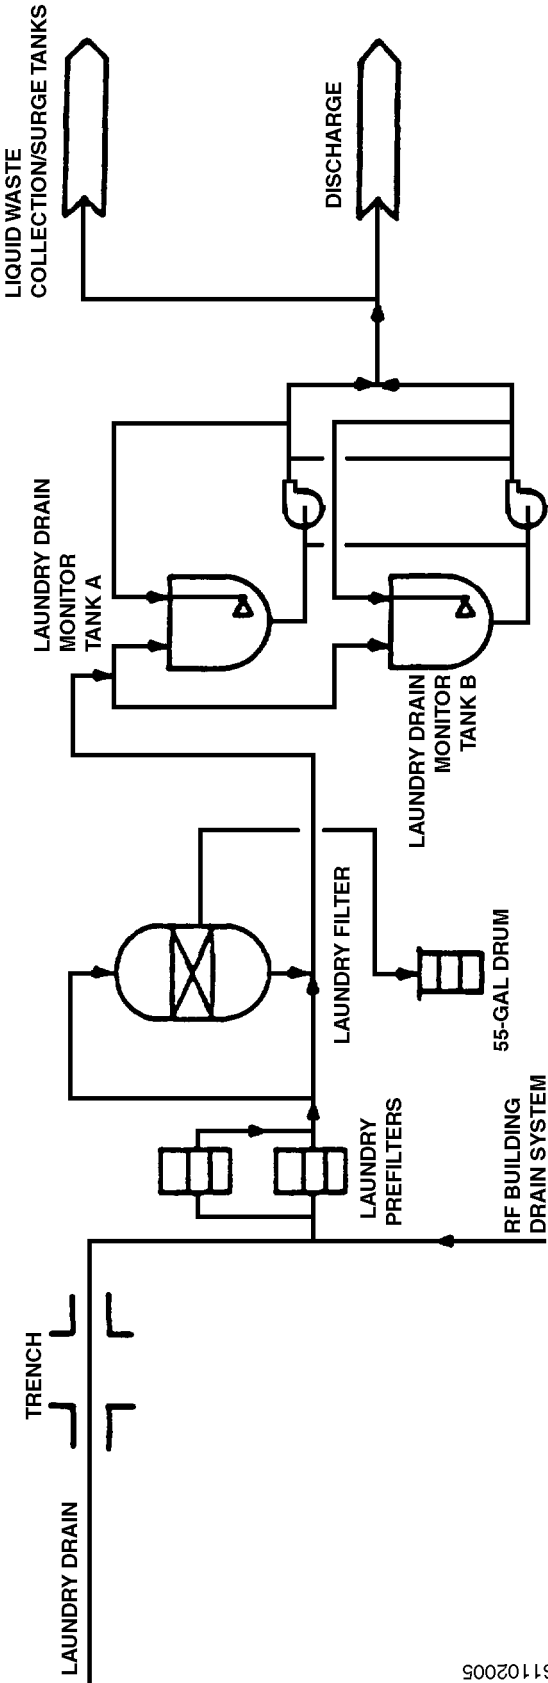 LAUNDRY DRAIN
TRENCH
RF BUILDING
DRAIN SYSTEM
LAUNDRY
PREFILTERS
LAUNDRY FILTER
55-GAL DRUM
LAUNDRY DRAIN
MONITOR
TANK A
LAUNDRY DRAIN
MONITOR
TANK B
LIQUID WASTE
COLLECTION/SURGE TANKS
DISCHARGE